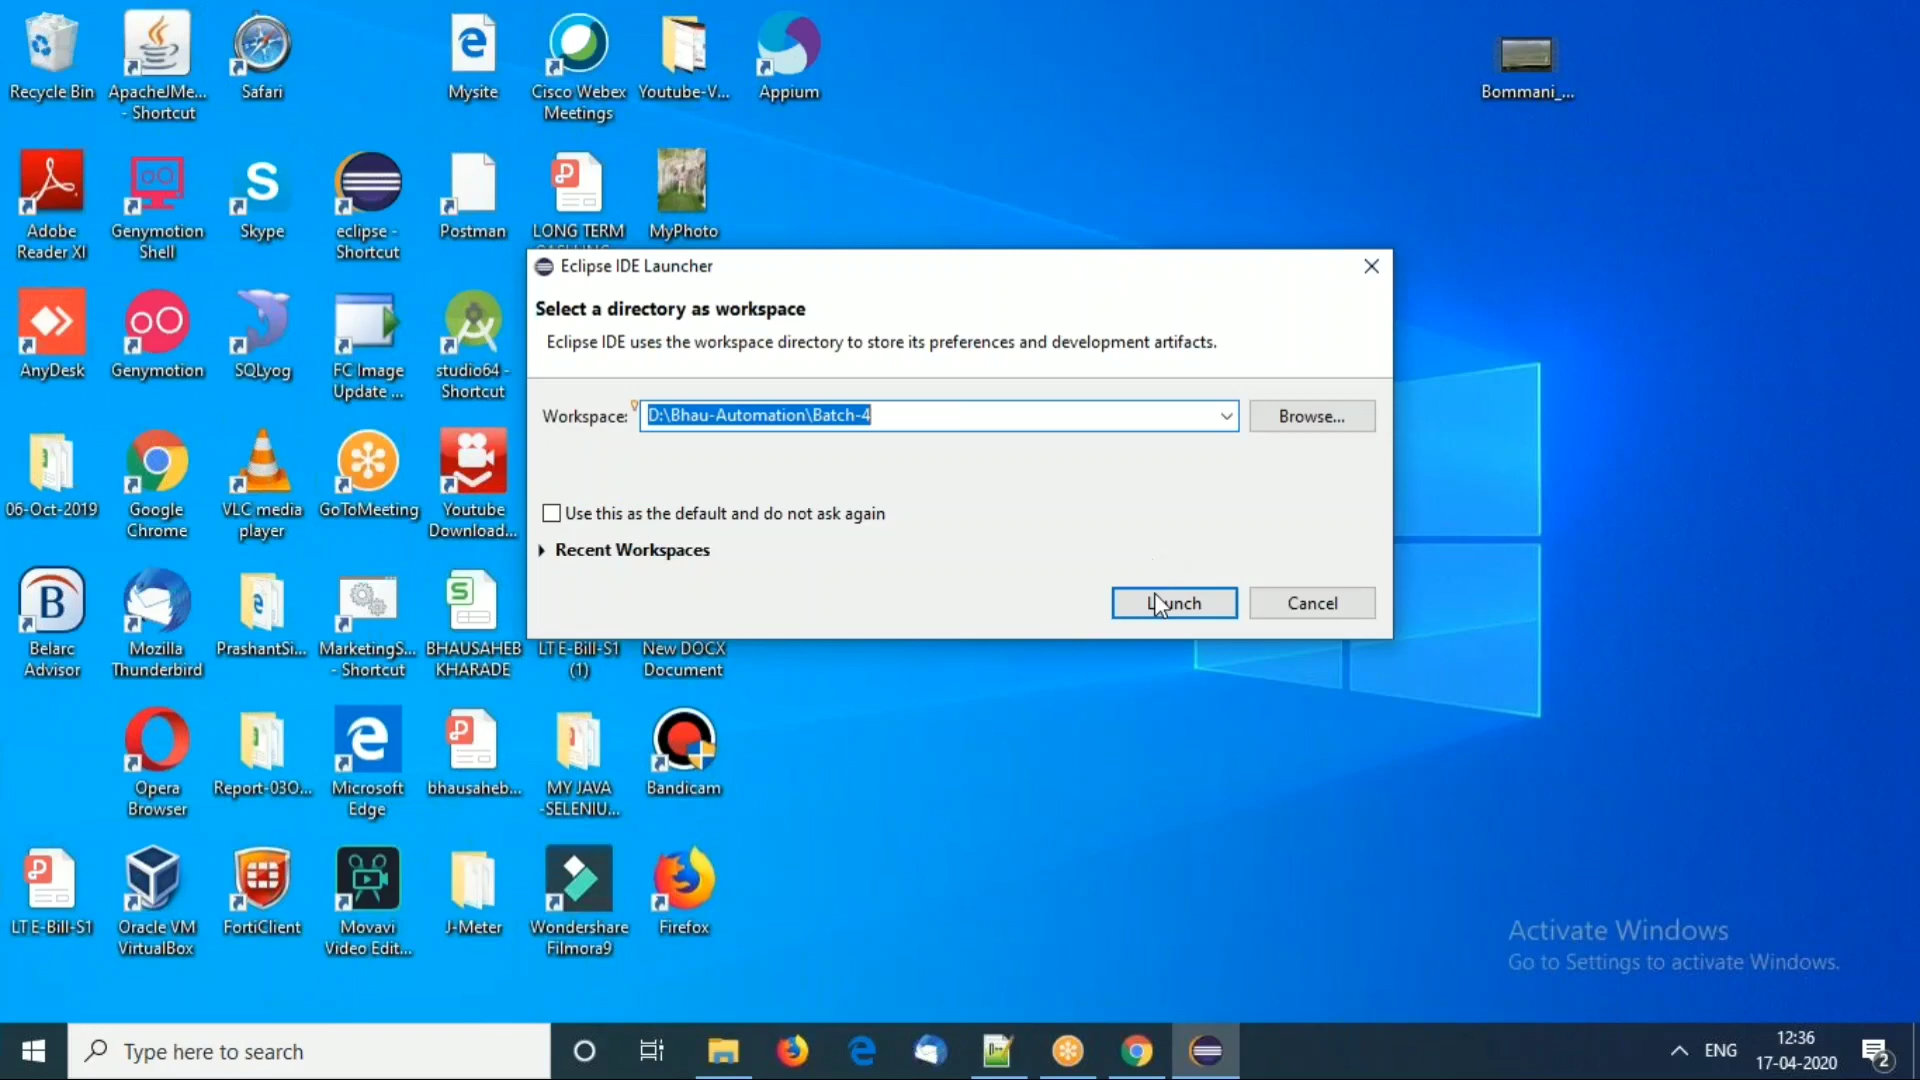 Recycle Bin
ApacheJMe...
- Shortcut
Safari
Mysite
Cisco Webex
Meetings
Youtube-V...
Appium
Bommani_...
Adobe
Reader XI
Genymotion
Shell
Skype
eclipse -
Shortcut
Postman
LONG TERM
MyPhoto
Eclipse IDE Launcher
Select a directory as workspace
Eclipse IDE uses the workspace directory to store its preferences and development artifacts.
Workspace:
D:\Bhau-Automation\Batch-4
Browse...
Use this as the default and do not ask again
Recent Workspaces
Launch
Cancel
AnyDesk
Genymotion
SQLyog
FC Image
Update ...
studio64 -
Shortcut
06-Oct-2019
Google
Chrome
VLC media
player
GoToMeeting
Youtube
Download...
Belarc
Advisor
Mozilla
Thunderbird
PrashantSi...
MarketingS...
- Shortcut
BHAUSAHEB
KHARADE
LTE-Bill-S1
(1)
New DOCX
Document
Opera
Browser
Report-03O...
Microsoft
Edge
bhausaheb...
MY JAVA
-SELENIU...
Bandicam
LTE-Bill-S1
Oracle VM
VirtualBox
FortiClient
Movavi
Video Edit...
J-Meter
Wondershare
Filmora9
Firefox
Activate Windows
Go to Settings to activate Windows.
Type here to search
ENG
12:36
17-04-2020
2